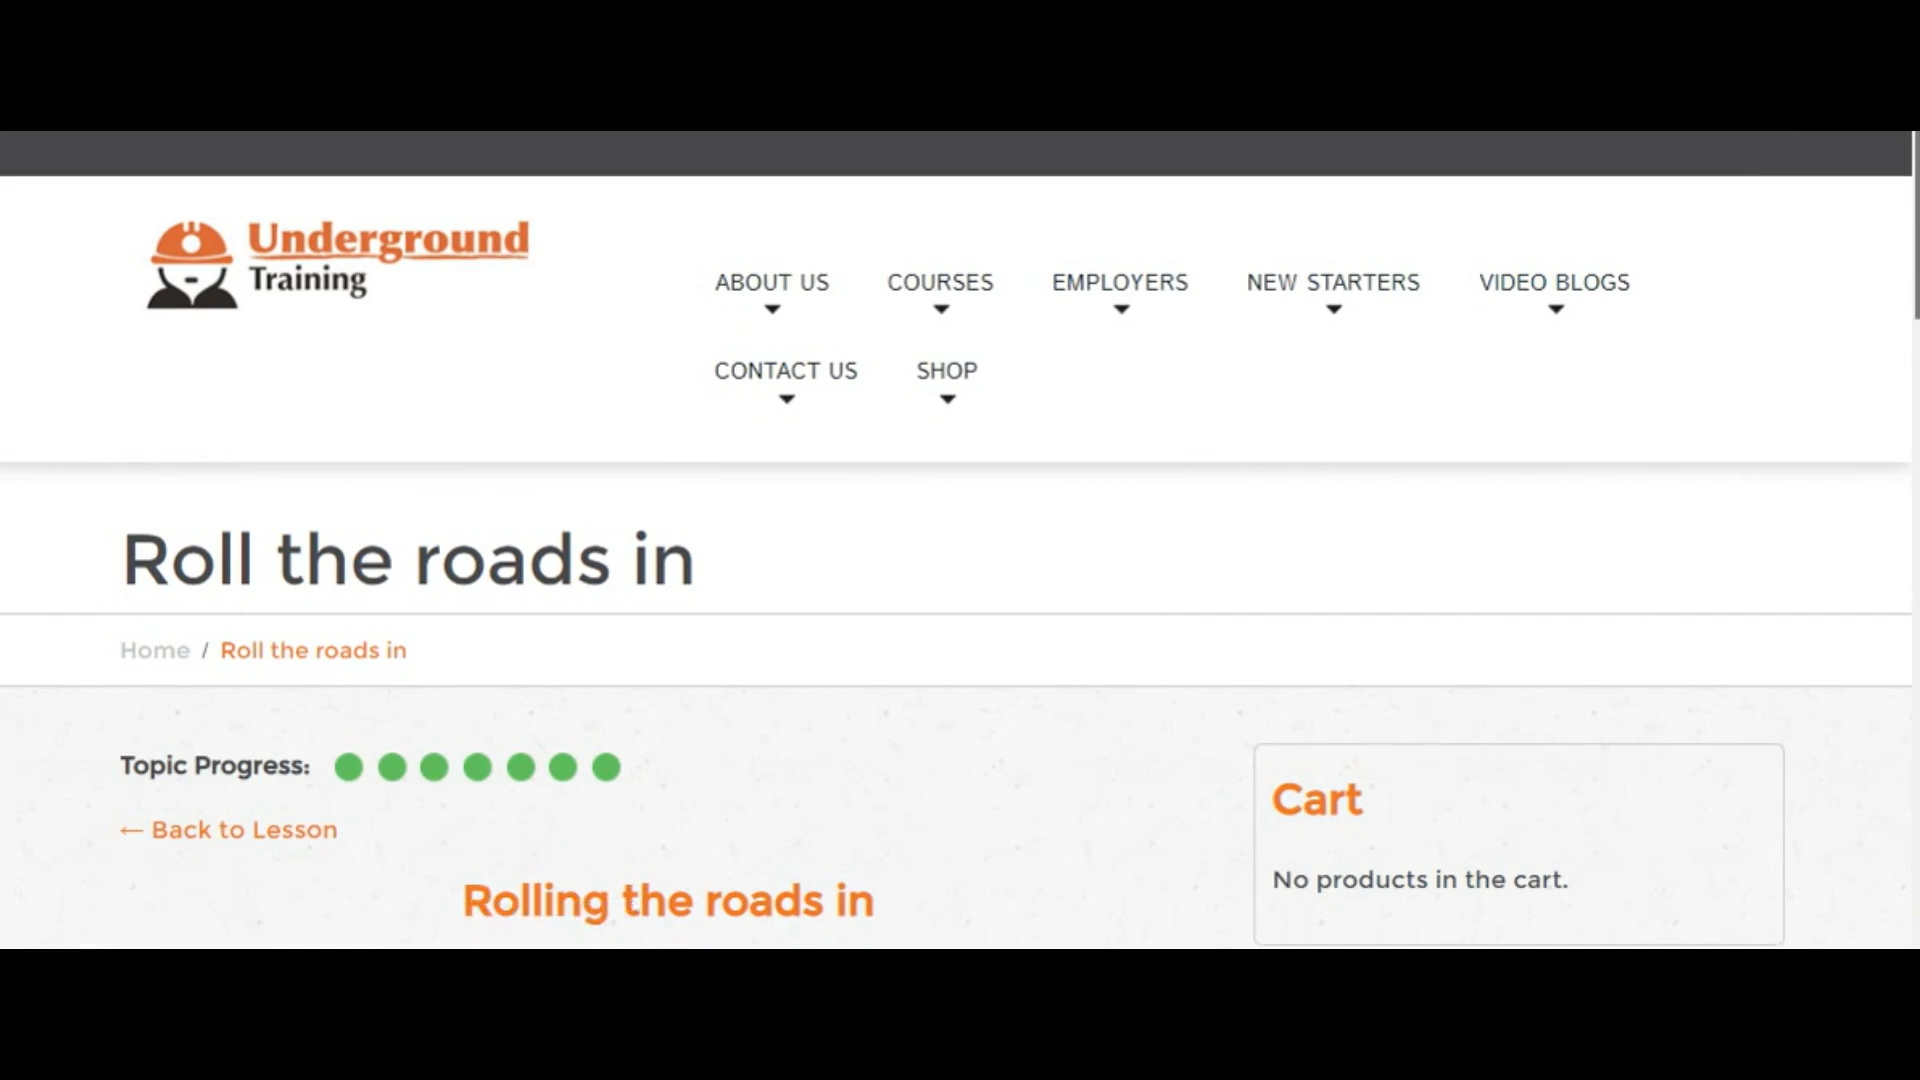 Underground
Training
ABOUT US COURSES EMPLOYERS NEW STARTERS VIDEO BLOGS
CONTACT US SHOP
Roll the roads in
Home / Roll the roads in
Topic Progress:
← Back to Lesson
Rolling the roads in
Cart
No products in the cart.